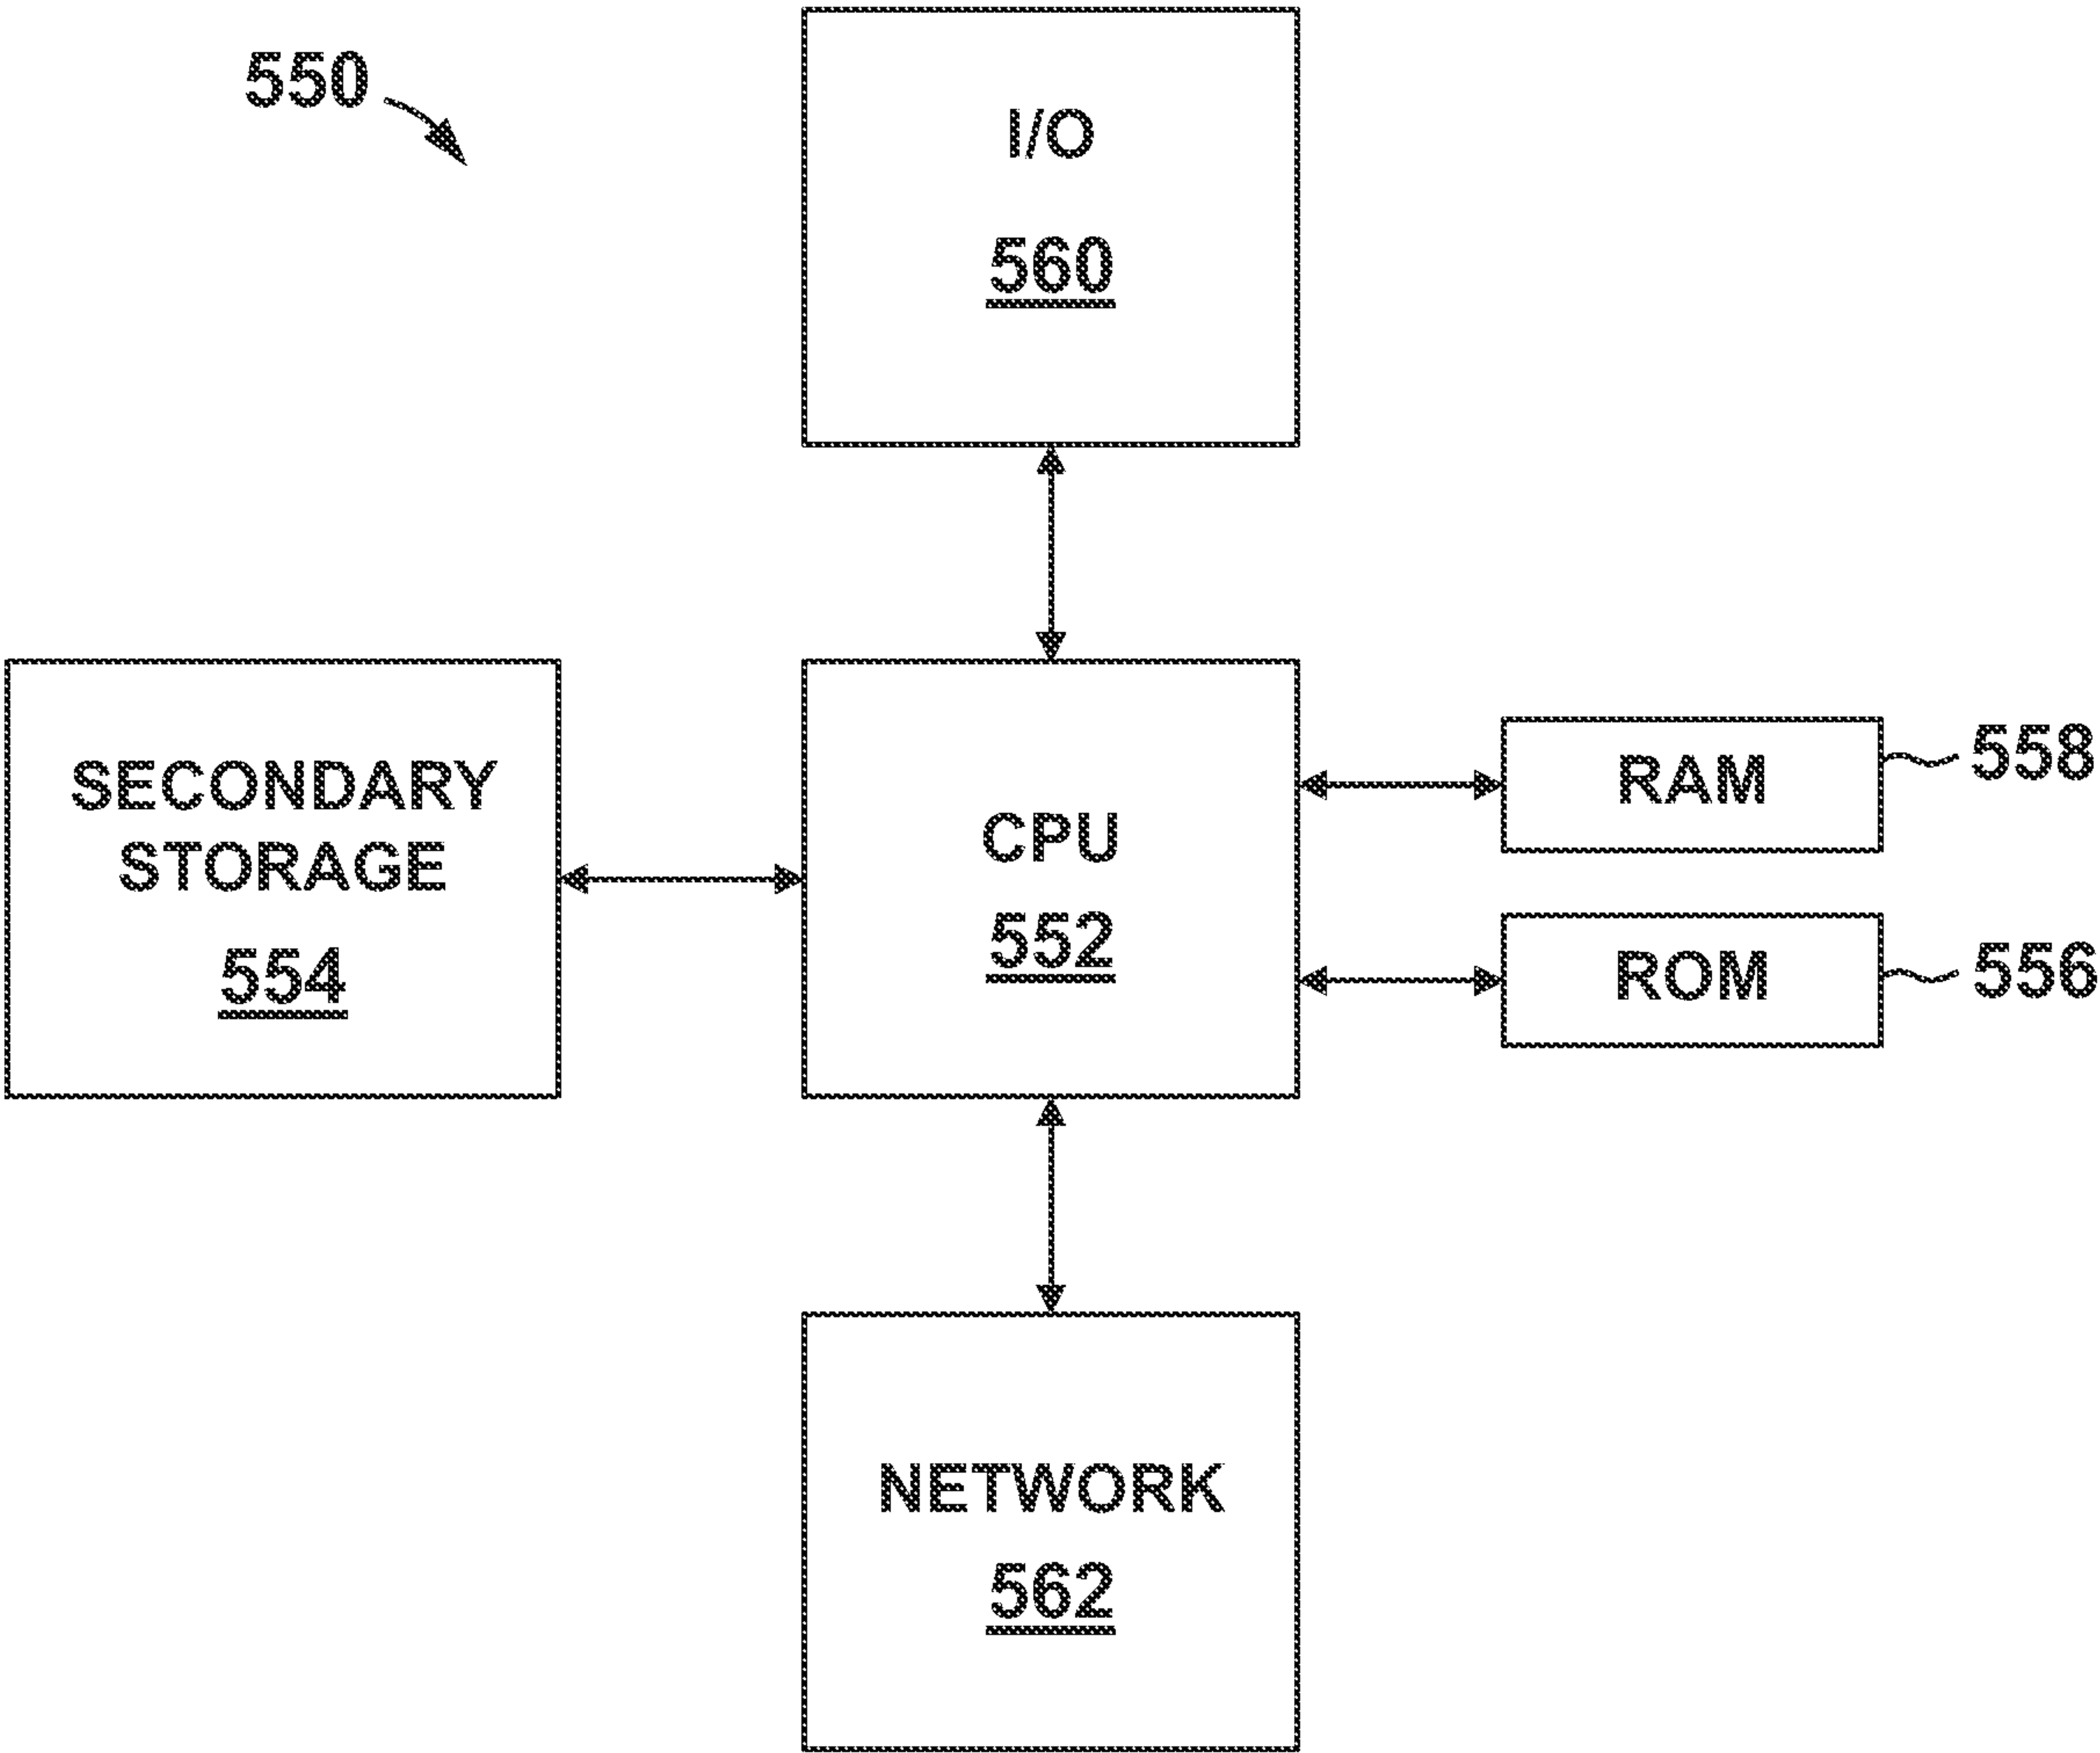 550
I/O
560
SECONDARY
STORAGE
554
CPU
552
RAM
558
ROM
556
NETWORK
562